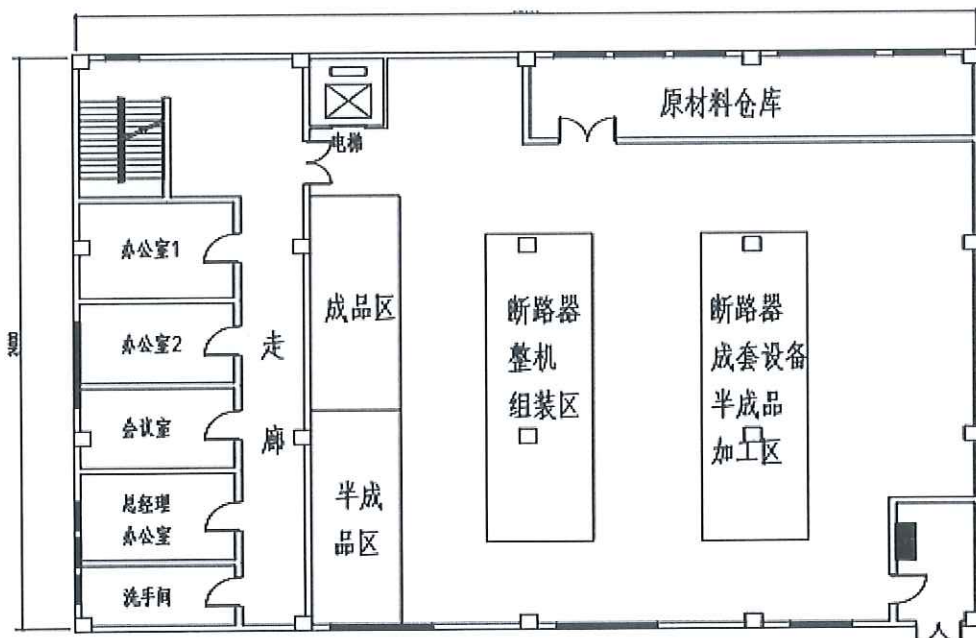 原材料仓库
电梯
办公室1
成品区
断路器
整机
组装区
断路器
成套设备
半成品
加工区
办公室2
走
廊
会议室
总经理
办公室
半成
品区
洗手间